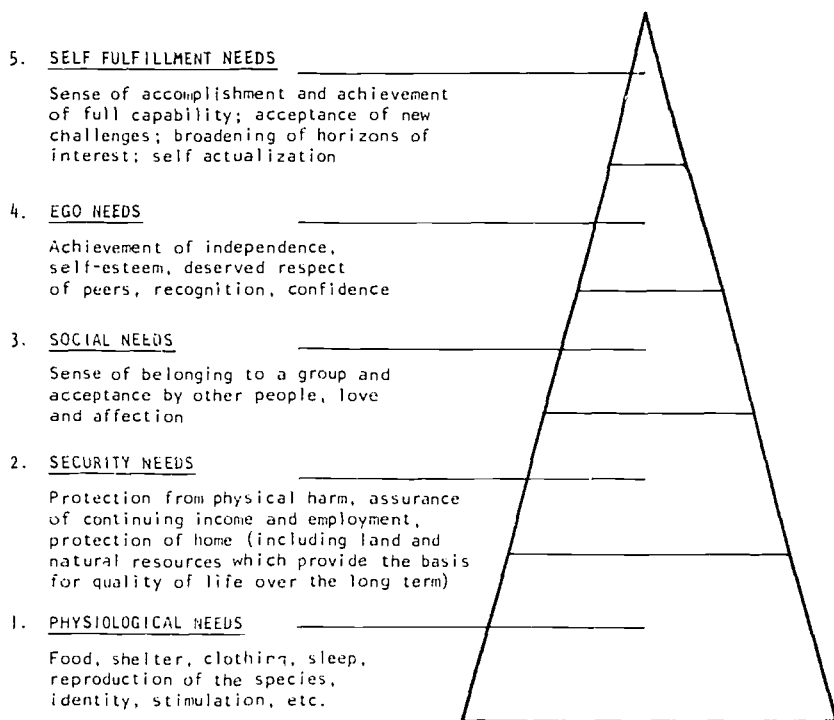 5. SELF FULFILLMENT NEEDS
Sense of accomplishment and achievement
of full capability; acceptance of new
challenges; broadening of horizons of
interest; self actualization
4. EGO NEEDS
Achievement of independence,
self-esteem, deserved respect
of peers, recognition, confidence
3. SOCIAL NEEDS
Sense of belonging to a group and
acceptance by other people, love
and affection
2. SECURITY NEEDS
Protection from physical harm, assurance
of continuing income and employment,
protection of home (including land and
natural resources which provide the basis
for quality of life over the long term)
1. PHYSIOLOGICAL NEEDS
Food, shelter, clothing, sleep,
reproduction of the species,
identity, stimulation, etc.